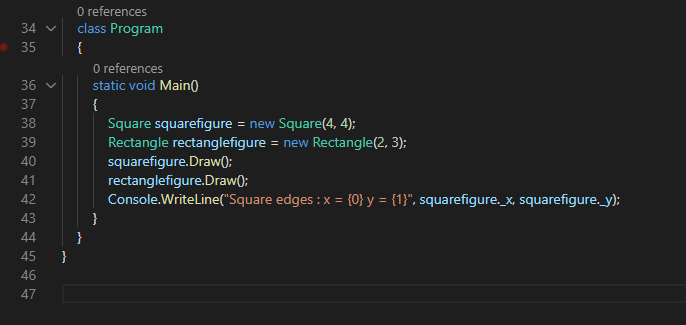 0 references
34 class Program
35 {
0 references
36 static void Main()
37 {
38 Square squarefigure = new Square(4, 4);
39 Rectangle rectanglefigure = new Rectangle(2, 3);
40 squarefigure.Draw();
41 rectanglefigure.Draw();
42 Console.WriteLine("Square edges : x = {0} y = {1}", squarefigure._x, squarefigure._y);
43 }
44 }
45 }
46
47